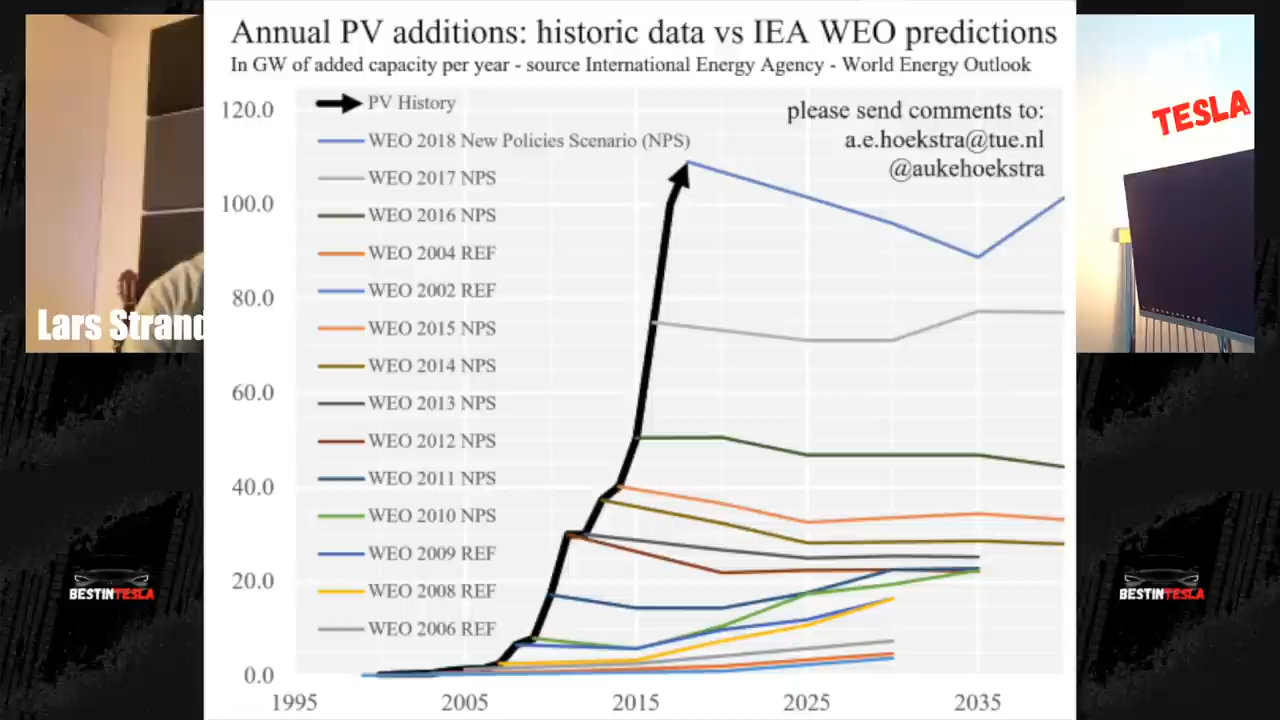 Annual PV additions: historic data vs IEA WEO predictions
In GW of added capacity per year - source International Energy Agency - World Energy Outlook
PV History
WEO 2018 New Policies Scenario (NPS)
WEO 2017 NPS
WEO 2016 NPS
WEO 2004 REF
WEO 2002 REF
WEO 2015 NPS
WEO 2014 NPS
WEO 2013 NPS
WEO 2012 NPS
WEO 2011 NPS
WEO 2010 NPS
WEO 2009 REF
WEO 2008 REF
WEO 2006 REF
please send comments to:
a.e.hoekstra@tue.nl
@aukehoekstra
120.0
100.0
80.0
60.0
40.0
20.0
0.0
1995
2005
2015
2025
2035
Lars Strand
TESLA
BESTINTESLA
BESTINTESLA